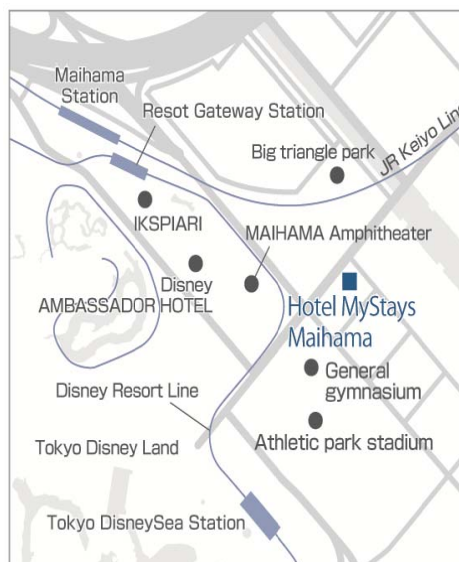 Maihama
Station
Resot Gateway Station
Big triangle park
JR Keiyo Line
IKSPIARI
MAIHAMA Amphitheater
Disney
AMBASSADOR HOTEL
Hotel MyStays
Maihama
General
gymnasium
Disney Resort Line
Athletic park stadium
Tokyo Disney Land
Tokyo DisneySea Station